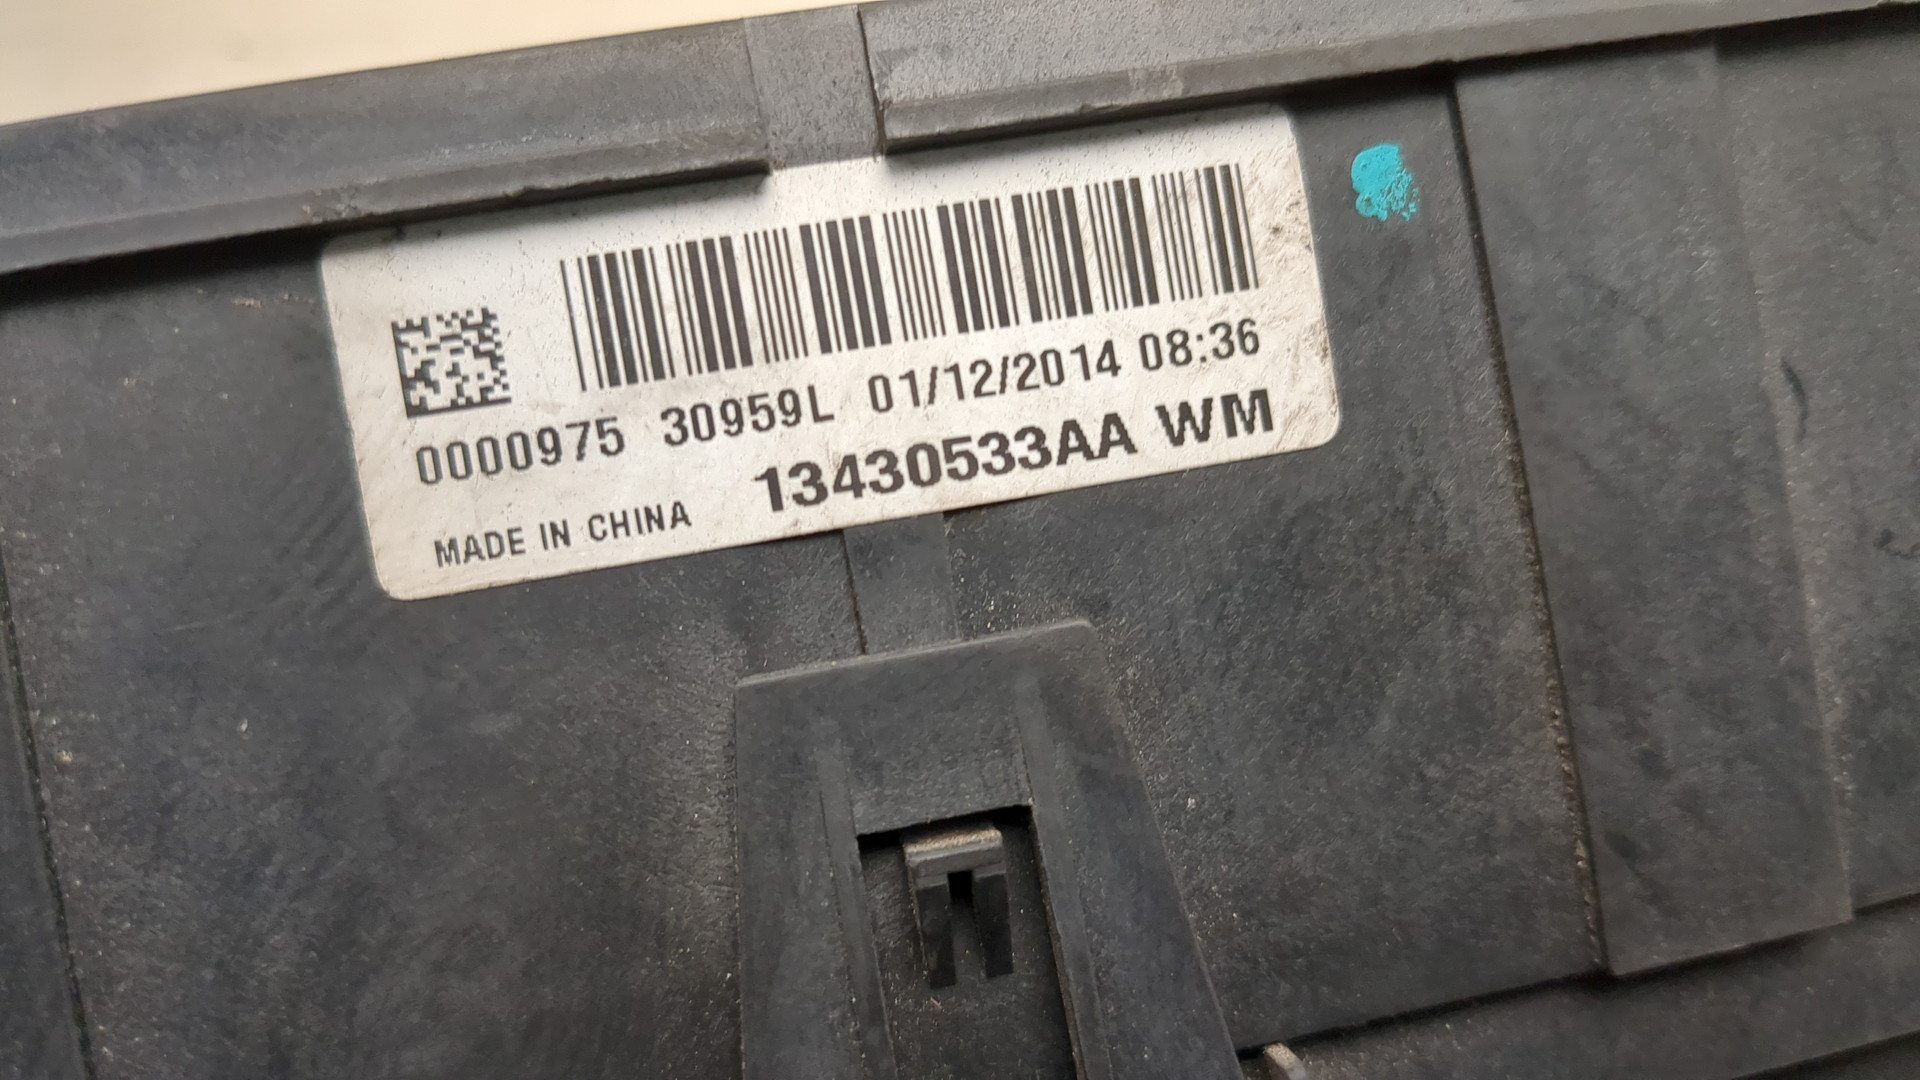 0000975 30959L 01/12/2014 08:36
MADE IN CHINA 13430533AA WM